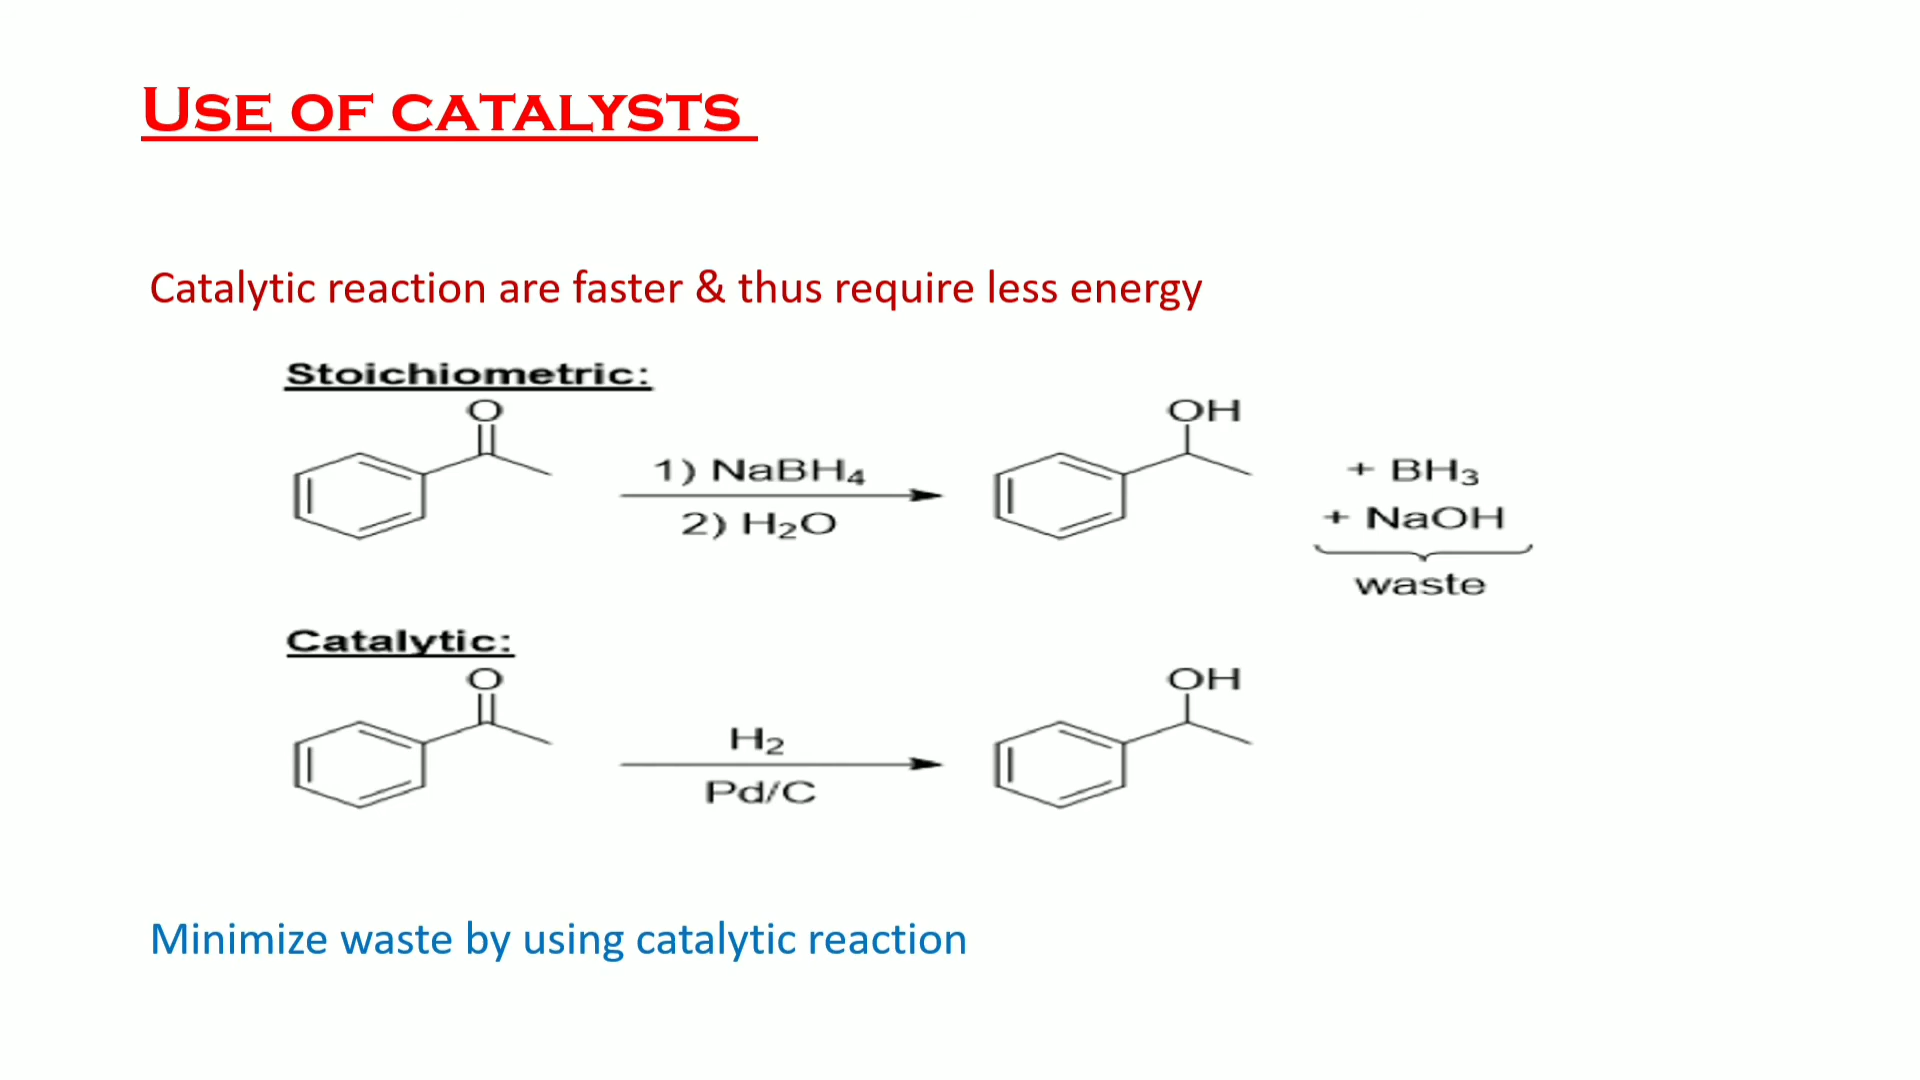 USE OF CATALYSTS
Catalytic reaction are faster & thus require less energy
Stoichiometric:
O
OH
1) NaBH4
+ BH3
2) H2O
+ NaOH
waste
Catalytic:
O
OH
H2
Pd/C
Minimize waste by using catalytic reaction